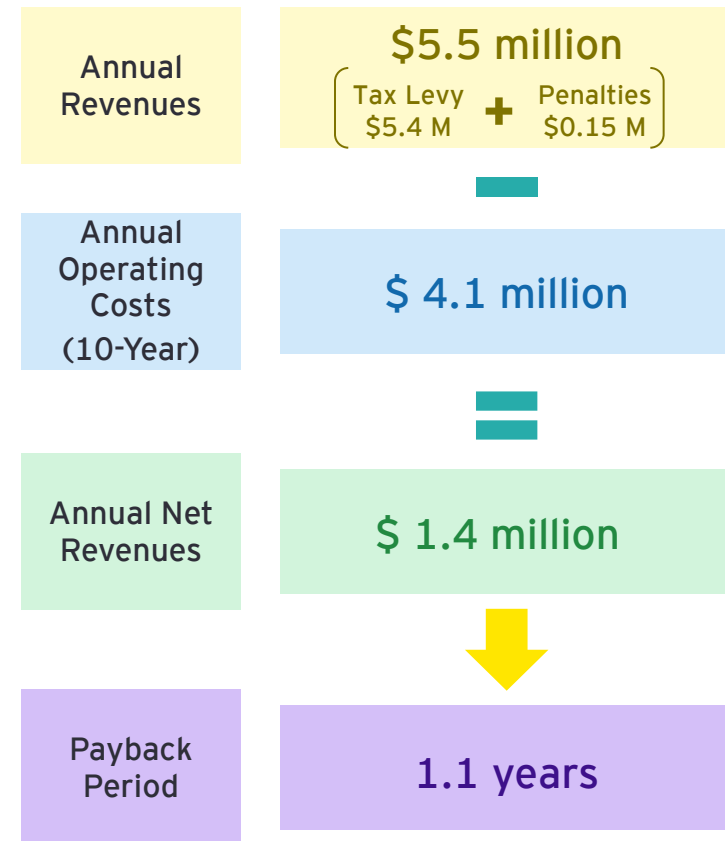 Annual
Revenues
$5.5 million
Tax Levy
$5.4 M
+
Penalties
$0.15 M
Annual
Operating
Costs
(10-Year)
$ 4.1 million
Annual Net
Revenues
$ 1.4 million
Payback
Period
1.1 years